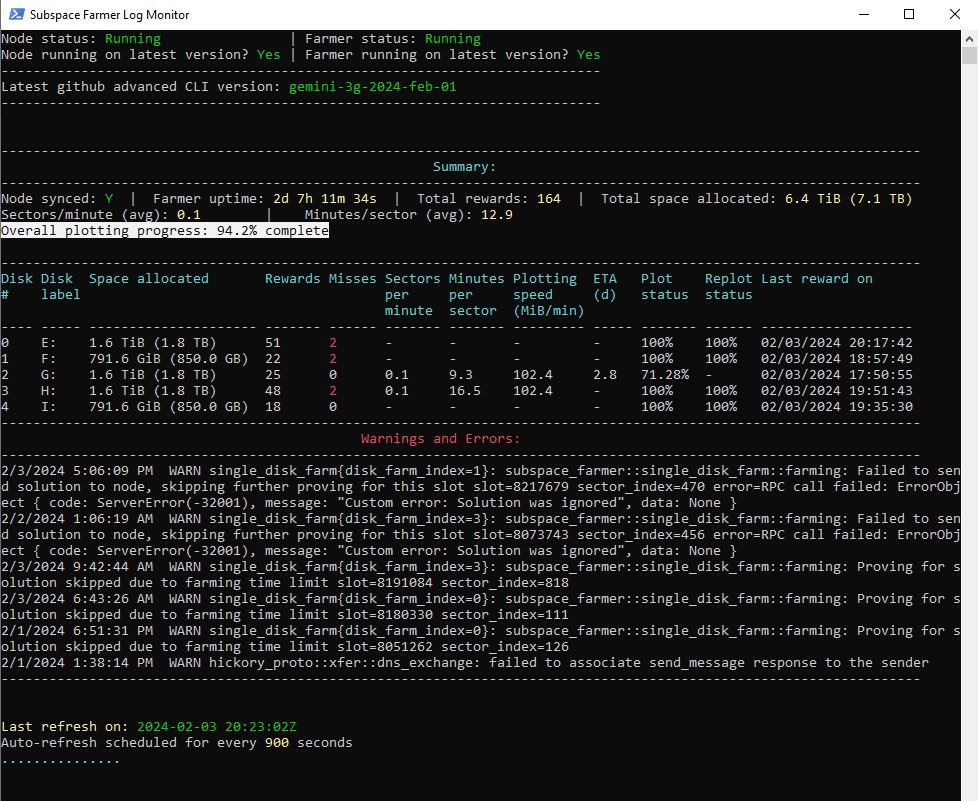 Subspace Farmer Log Monitor
Node status: Running | Farmer status: Running
Node running on latest version? Yes | Farmer running on latest version? Yes
---------------------------------------------------------------------------
Latest github advanced CLI version: gemini-3g-2024-feb-01
---------------------------------------------------------------------------
-------------------------------------------------------------------------------------------------------------------
Summary:
-------------------------------------------------------------------------------------------------------------------
Node synced: Y | Farmer uptime: 2d 7h 11m 34s | Total rewards: 164 | Total space allocated: 6.4 TiB (7.1 TB)
Sectors/minute (avg): 0.1 | Minutes/sector (avg): 12.9
Overall plotting progress: 94.2% complete
-------------------------------------------------------------------------------------------------------------------
Disk Disk Space allocated Rewards Misses Sectors Minutes Plotting ETA Plot Replot Last reward on
# label per per speed (d) status status
minute sector (MiB/min)
---- ----- --------------------- ------- ------ ------- ------- --------- ----- ------- ------ -------------------
0 E: 1.6 TiB (1.8 TB) 51 2 - - - - 100% 100% 02/03/2024 20:17:42
1 F: 791.6 GiB (850.0 GB) 22 2 - - - - 100% 100% 02/03/2024 18:57:49
2 G: 1.6 TiB (1.8 TB) 25 0 0.1 9.3 102.4 2.8 71.28% - 02/03/2024 17:50:55
3 H: 1.6 TiB (1.8 TB) 48 2 0.1 16.5 102.4 - 100% 100% 02/03/2024 19:51:43
4 I: 791.6 GiB (850.0 GB) 18 0 - - - - 100% 100% 02/03/2024 19:35:30
-------------------------------------------------------------------------------------------------------------------
Warnings and Errors:
-------------------------------------------------------------------------------------------------------------------
2/3/2024 5:06:09 PM WARN single_disk_farm{disk_farm_index=1}: subspace_farmer::single_disk_farm::farming: Failed to sen
d solution to node, skipping further proving for this slot slot=8217679 sector_index=470 error=RPC call failed: ErrorObj
ect { code: ServerError(-32001), message: "Custom error: Solution was ignored", data: None }
2/2/2024 1:06:19 AM WARN single_disk_farm{disk_farm_index=3}: subspace_farmer::single_disk_farm::farming: Failed to sen
d solution to node, skipping further proving for this slot slot=8073743 sector_index=456 error=RPC call failed: ErrorObj
ect { code: ServerError(-32001), message: "Custom error: Solution was ignored", data: None }
2/3/2024 9:42:44 AM WARN single_disk_farm{disk_farm_index=3}: subspace_farmer::single_disk_farm::farming: Proving for s
olution skipped due to farming time limit slot=8191084 sector_index=818
2/3/2024 6:43:26 AM WARN single_disk_farm{disk_farm_index=0}: subspace_farmer::single_disk_farm::farming: Proving for s
olution skipped due to farming time limit slot=8180330 sector_index=111
2/1/2024 6:51:31 PM WARN single_disk_farm{disk_farm_index=0}: subspace_farmer::single_disk_farm::farming: Proving for s
olution skipped due to farming time limit slot=8051262 sector_index=126
2/1/2024 1:38:14 PM WARN hickory_proto::xfer::dns_exchange: failed to associate send_message response to the sender
-------------------------------------------------------------------------------------------------------------------
Last refresh on: 2024-02-03 20:23:02Z
Auto-refresh scheduled for every 900 seconds
...............